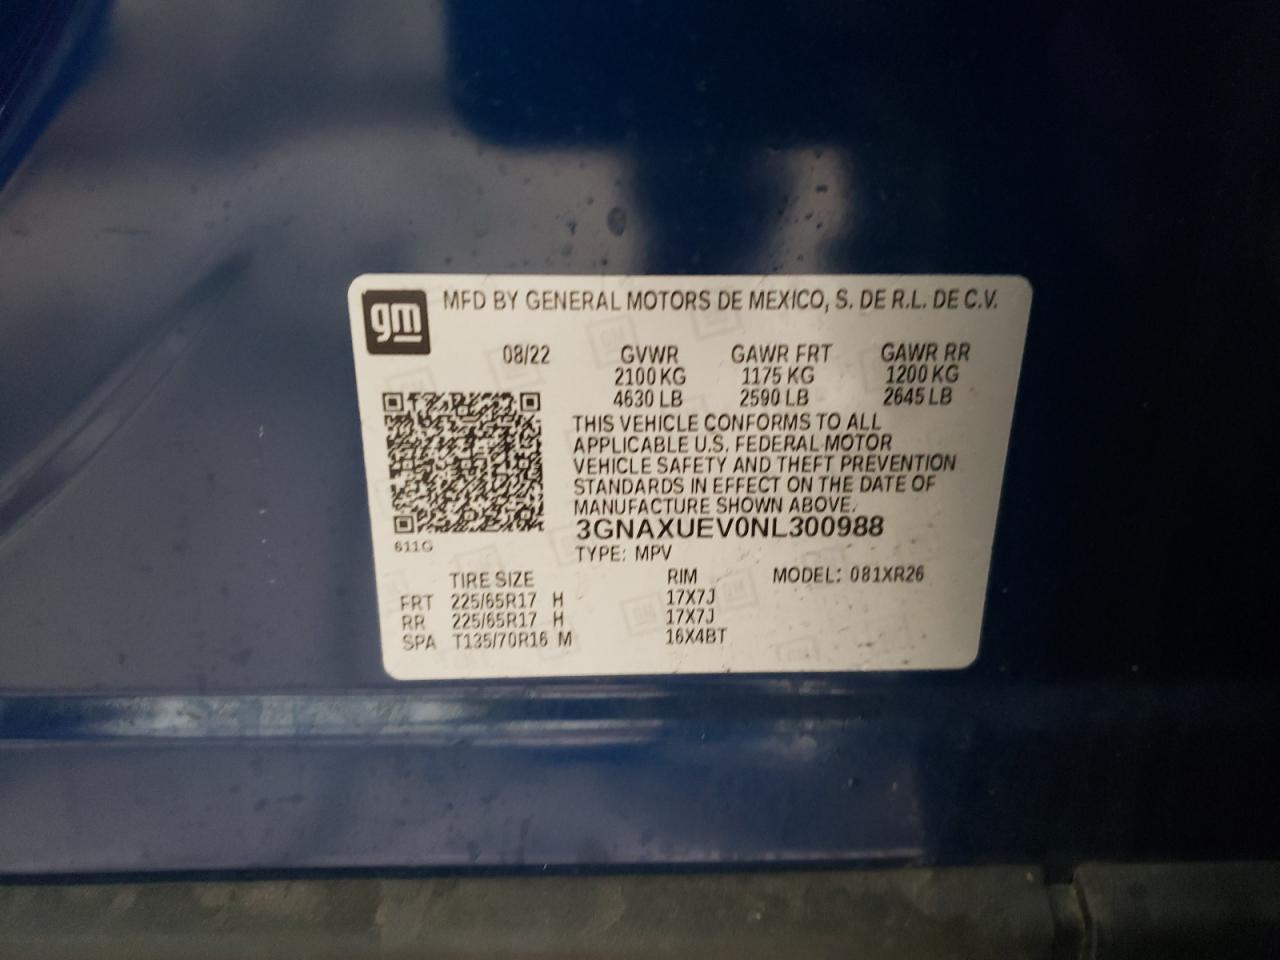 gm
MFD BY GENERAL MOTORS DE MEXICO, S. DE R.L. DE C.V.
08/22 GVWR GAWR FRT GAWR RR
2100 KG 1175 KG 1200 KG
4630 LB 2590 LB 2645 LB
THIS VEHICLE CONFORMS TO ALL
APPLICABLE U.S. FEDERAL MOTOR
VEHICLE SAFETY AND THEFT PREVENTION
STANDARDS IN EFFECT ON THE DATE OF
MANUFACTURE SHOWN ABOVE.
3GNAXUEV0NL300988
611G
TYPE: MPV
TIRE SIZE RIM MODEL: 081XR26
FRT 225/65R17 H 17X7J
RR 225/65R17 H 17X7J
SPA T135/70R16 M 16X4BT